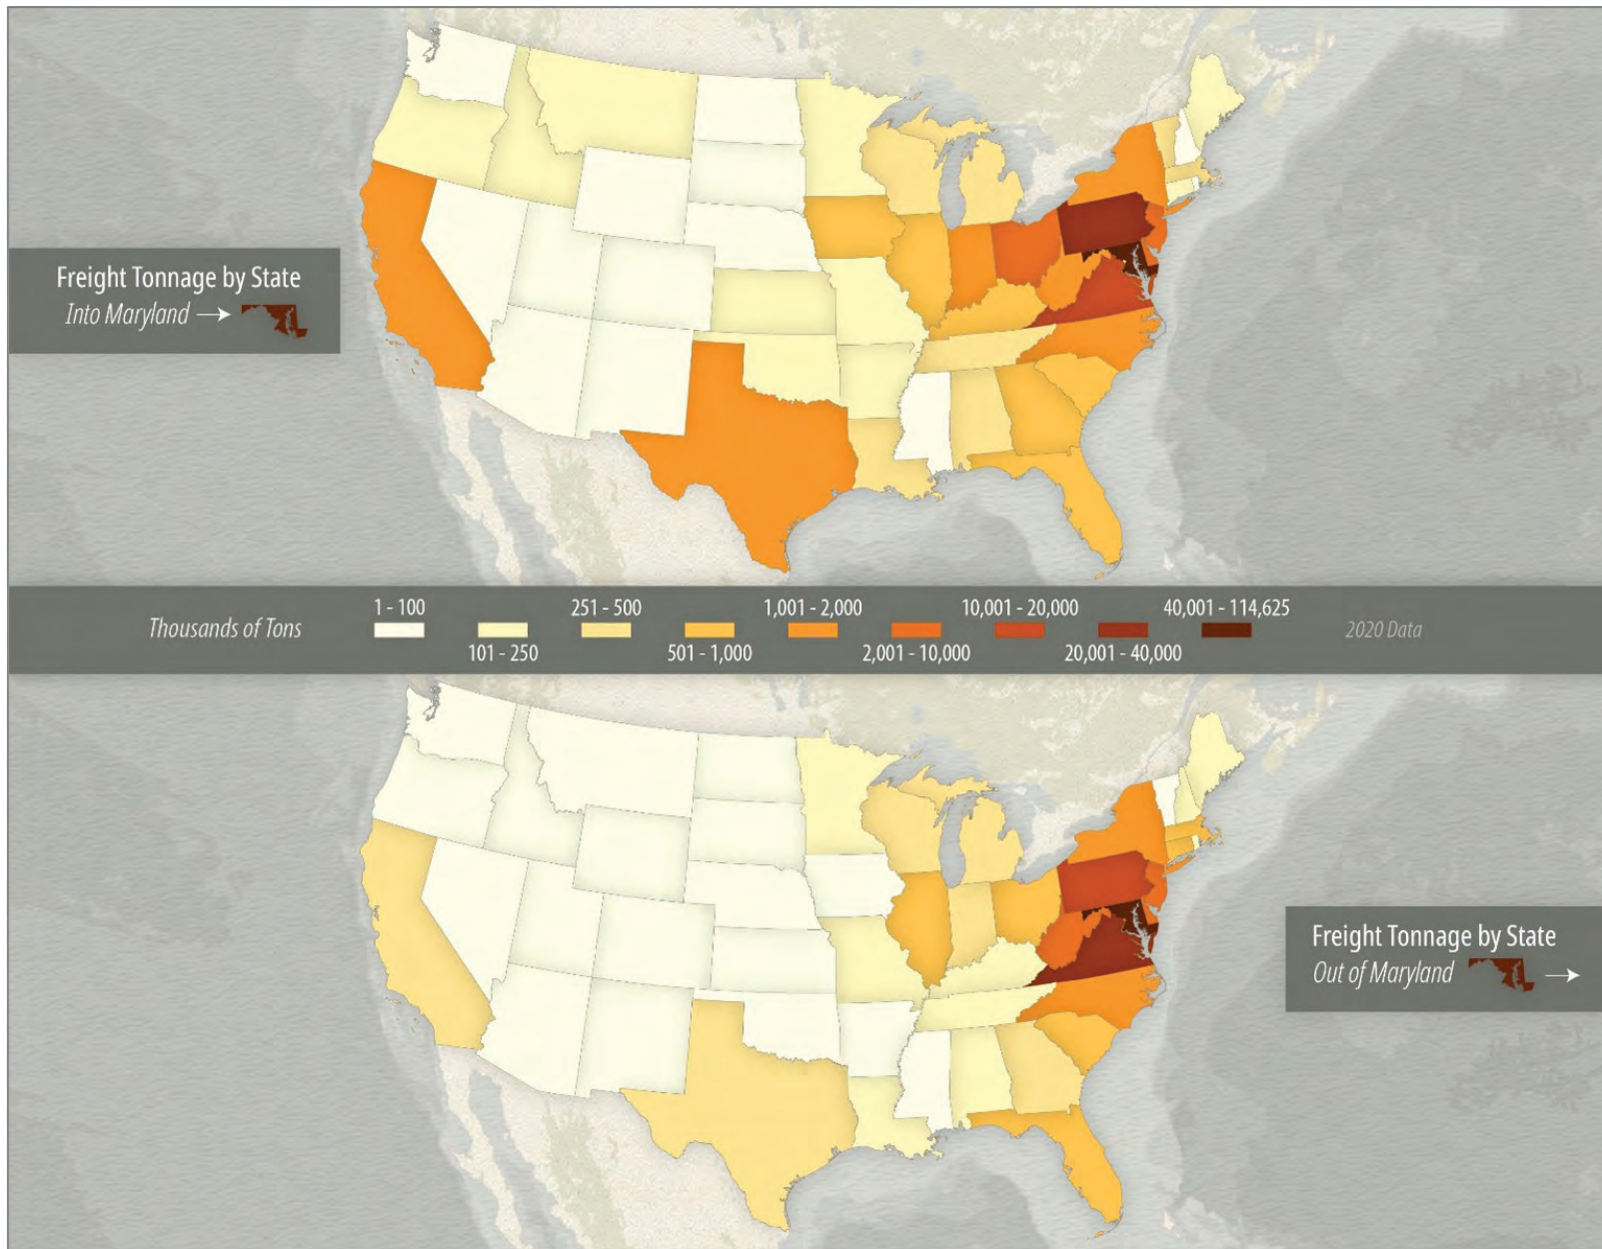 Freight Tonnage by State
Into Maryland
Thousands of Tons
1 - 100
101 - 250
251 - 500
501 - 1,000
1,001 - 2,000
2,001 - 10,000
10,001 - 20,000
20,001 - 40,000
40,001 - 114,625
2020 Data
Freight Tonnage by State
Out of Maryland